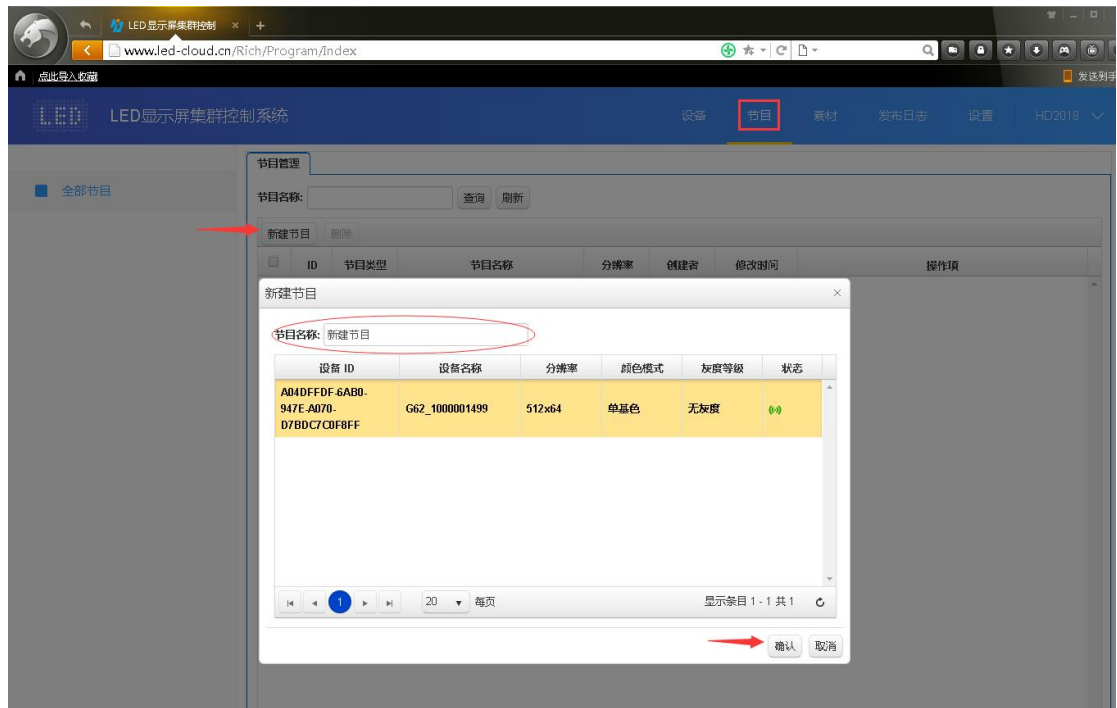 LED显示屏集群控制
www.led-cloud.cn/Rich/Program/Index
点此导入收藏
发送到手
LED
LED显示屏集群控制系统
设备
节目
素材
发布日志
设置
HD2018
全部节目
节目管理
节目名称:
查询
刷新
新建节目
删除
ID 节目类型 节目名称 分辨率 创建者 修改时间 操作项
新建节目
节目名称: 新建节目
设备 ID 设备名称 分辨率 颜色模式 灰度等级 状态
A04DFFDF-6AB0-
947E-A070-
D7BDC7C0F8FF
G62_1000001499 512x64 单基色 无灰度
1 20 每页 显示条目 1 - 1 共 1
确认 取消